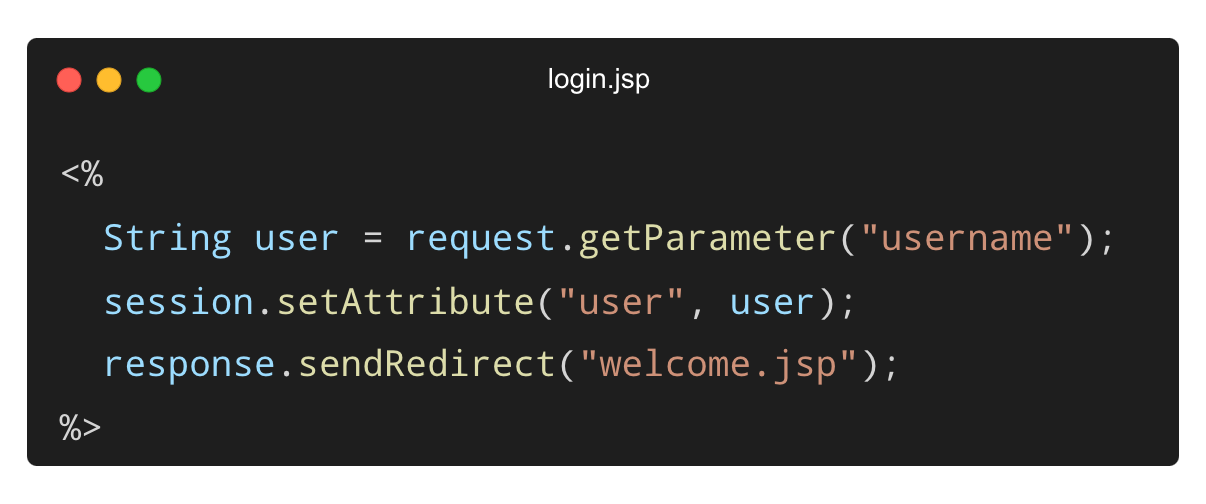 login.jsp
<%
String user = request.getParameter("username");
session.setAttribute("user", user);
response.sendRedirect("welcome.jsp");
%>